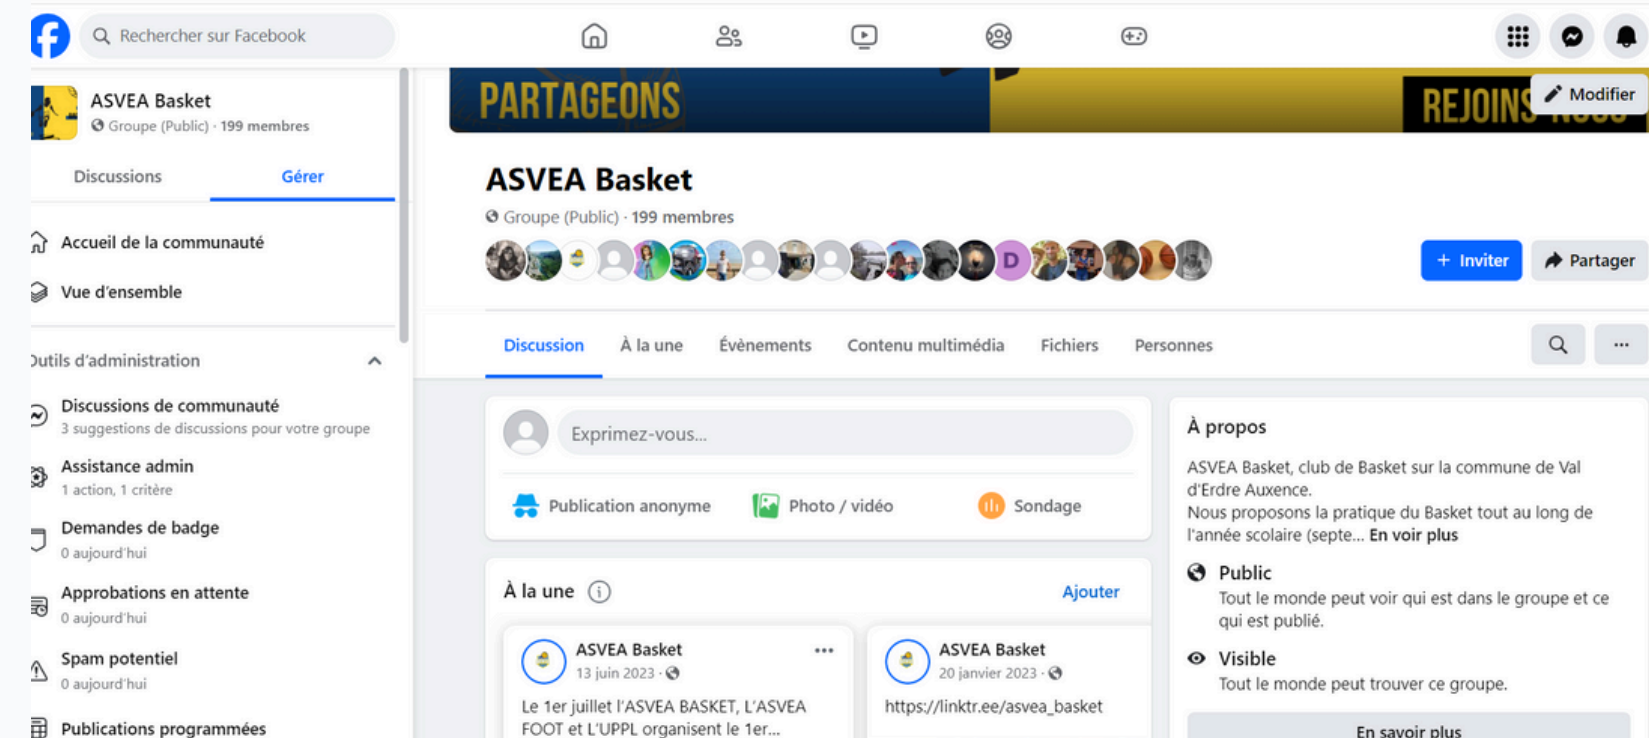 Rechercher sur Facebook
ASVEA Basket
Groupe (Public) · 199 membres
Discussions
Gérer
Accueil de la communauté
Vue d'ensemble
Outils d'administration
Discussions de communauté
3 suggestions de discussions pour votre groupe
Assistance admin
1 action, 1 critère
Demandes de badge
0 aujourd'hui
Approbations en attente
0 aujourd'hui
Spam potentiel
0 aujourd'hui
Publications programmées
PARTAGEONS
REJOINS-NOUS
Modifier
ASVEA Basket
Groupe (Public) · 199 membres
D
+ Inviter
Partager
Discussion
À la une
Évènements
Contenu multimédia
Fichiers
Personnes
Exprimez-vous...
Publication anonyme
Photo / vidéo
Sondage
À la une
Ajouter
ASVEA Basket
13 juin 2023 ·
Le 1er juillet l'ASVEA BASKET, L'ASVEA
FOOT et L'UPPL organisent le 1er...
ASVEA Basket
20 janvier 2023 ·
https://linktr.ee/asvea_basket
À propos
ASVEA Basket, club de Basket sur la commune de Val
d'Erdre Auxence.
Nous proposons la pratique du Basket tout au long de
l'année scolaire (septe... En voir plus
Public
Tout le monde peut voir qui est dans le groupe et ce
qui est publié.
Visible
Tout le monde peut trouver ce groupe.
En savoir plus